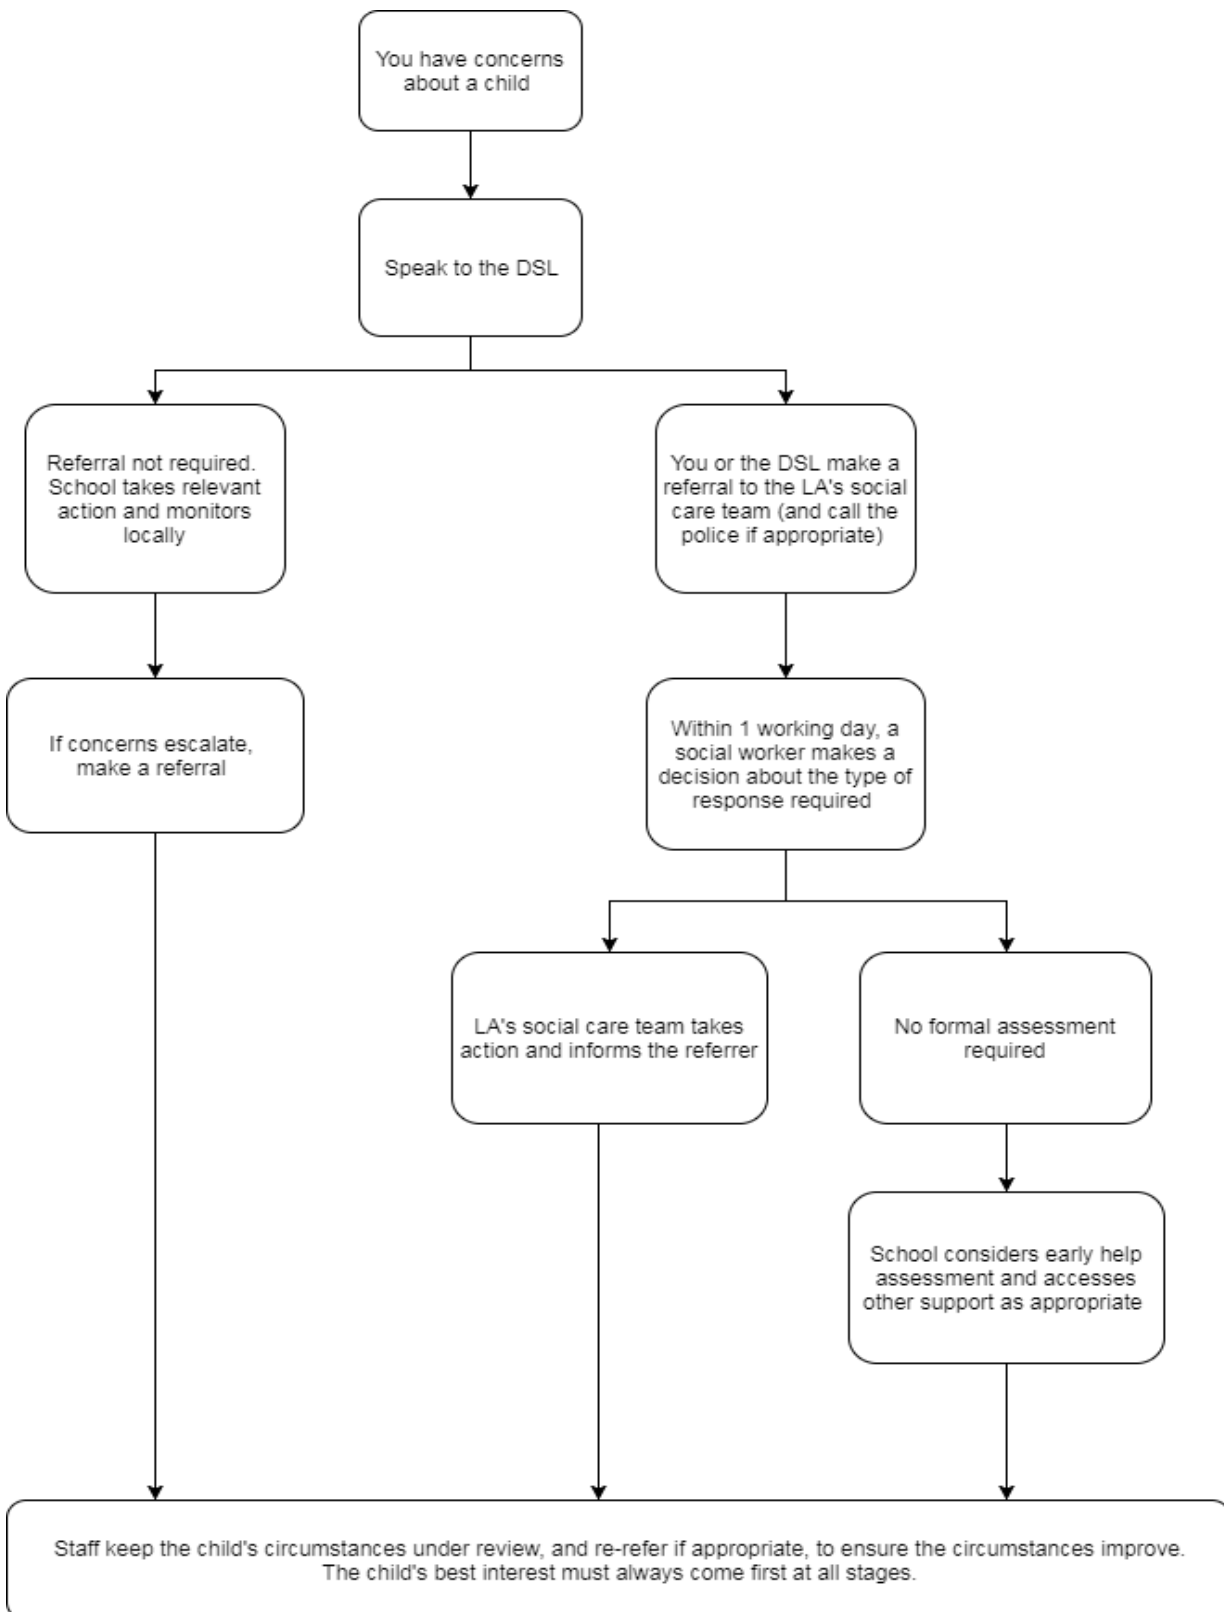 You have concerns
about a child
Speak to the DSL
Referral not required.
School takes relevant
action and monitors
locally
You or the DSL make a
referral to the LA's social
care team (and call the
police if appropriate)
If concerns escalate,
make a referral
Within 1 working day, a
social worker makes a
decision about the type of
response required
LA's social care team takes
action and informs the referrer
No formal assessment
required
School considers early help
assessment and accesses
other support as appropriate
Staff keep the child's circumstances under review, and re-refer if appropriate, to ensure the circumstances improve.
The child's best interest must always come first at all stages.